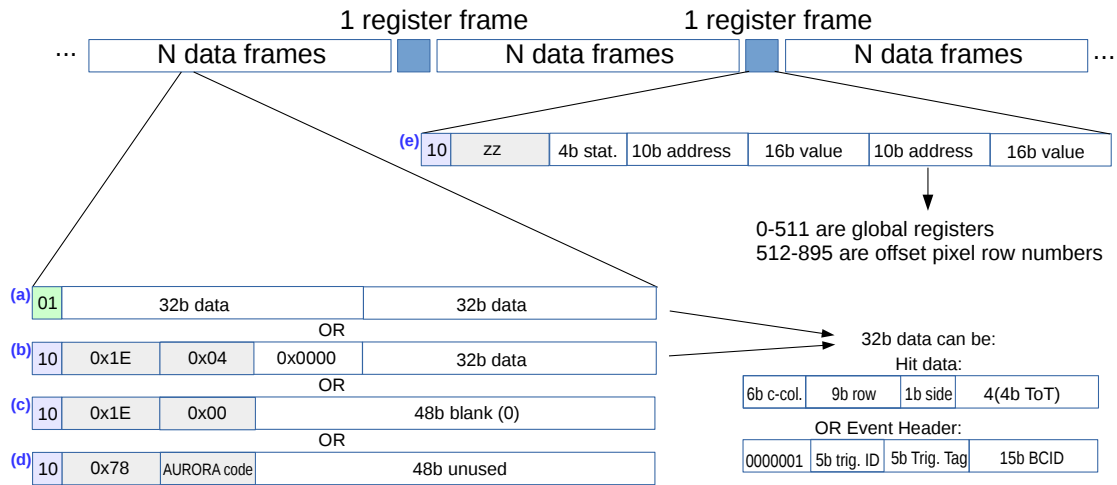 1 register frame 1 register frame
... N data frames N data frames N data frames ...
(e) 10 zz 4b stat. 10b address 16b value 10b address 16b value
0-511 are global registers
512-895 are offset pixel row numbers
(a) 01 32b data 32b data
OR
(b) 10 0x1E 0x04 0x0000 32b data
OR
(c) 10 0x1E 0x00 48b blank (0)
OR
(d) 10 0x78 AURORA code 48b unused
32b data can be:
Hit data:
6b c-col. 9b row 1b side 4(4b ToT)
OR Event Header:
0000001 5b trig. ID 5b Trig. Tag 15b BCID